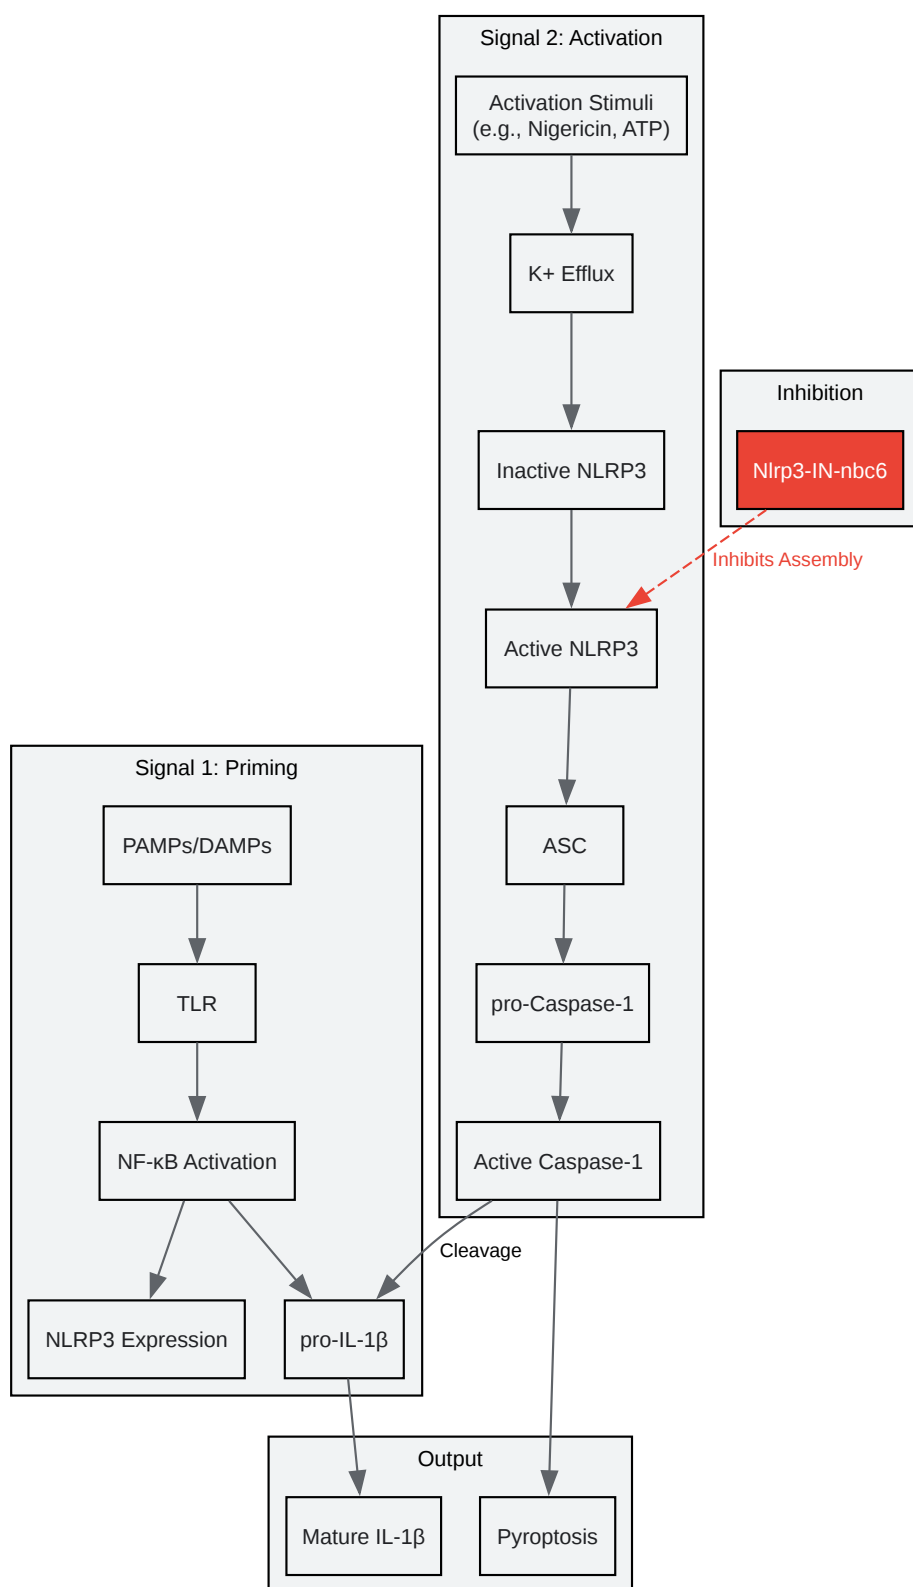 Signal 2: Activation
Activation Stimuli
(e.g., Nigericin, ATP)
K+ Efflux
Inactive NLRP3
Active NLRP3
ASC
pro-Caspase-1
Active Caspase-1
Inhibition
Nlrp3-IN-nbc6
Inhibits Assembly
Signal 1: Priming
PAMPs/DAMPs
TLR
NF-κB Activation
NLRP3 Expression
pro-IL-1β
Cleavage
Output
Mature IL-1β
Pyroptosis